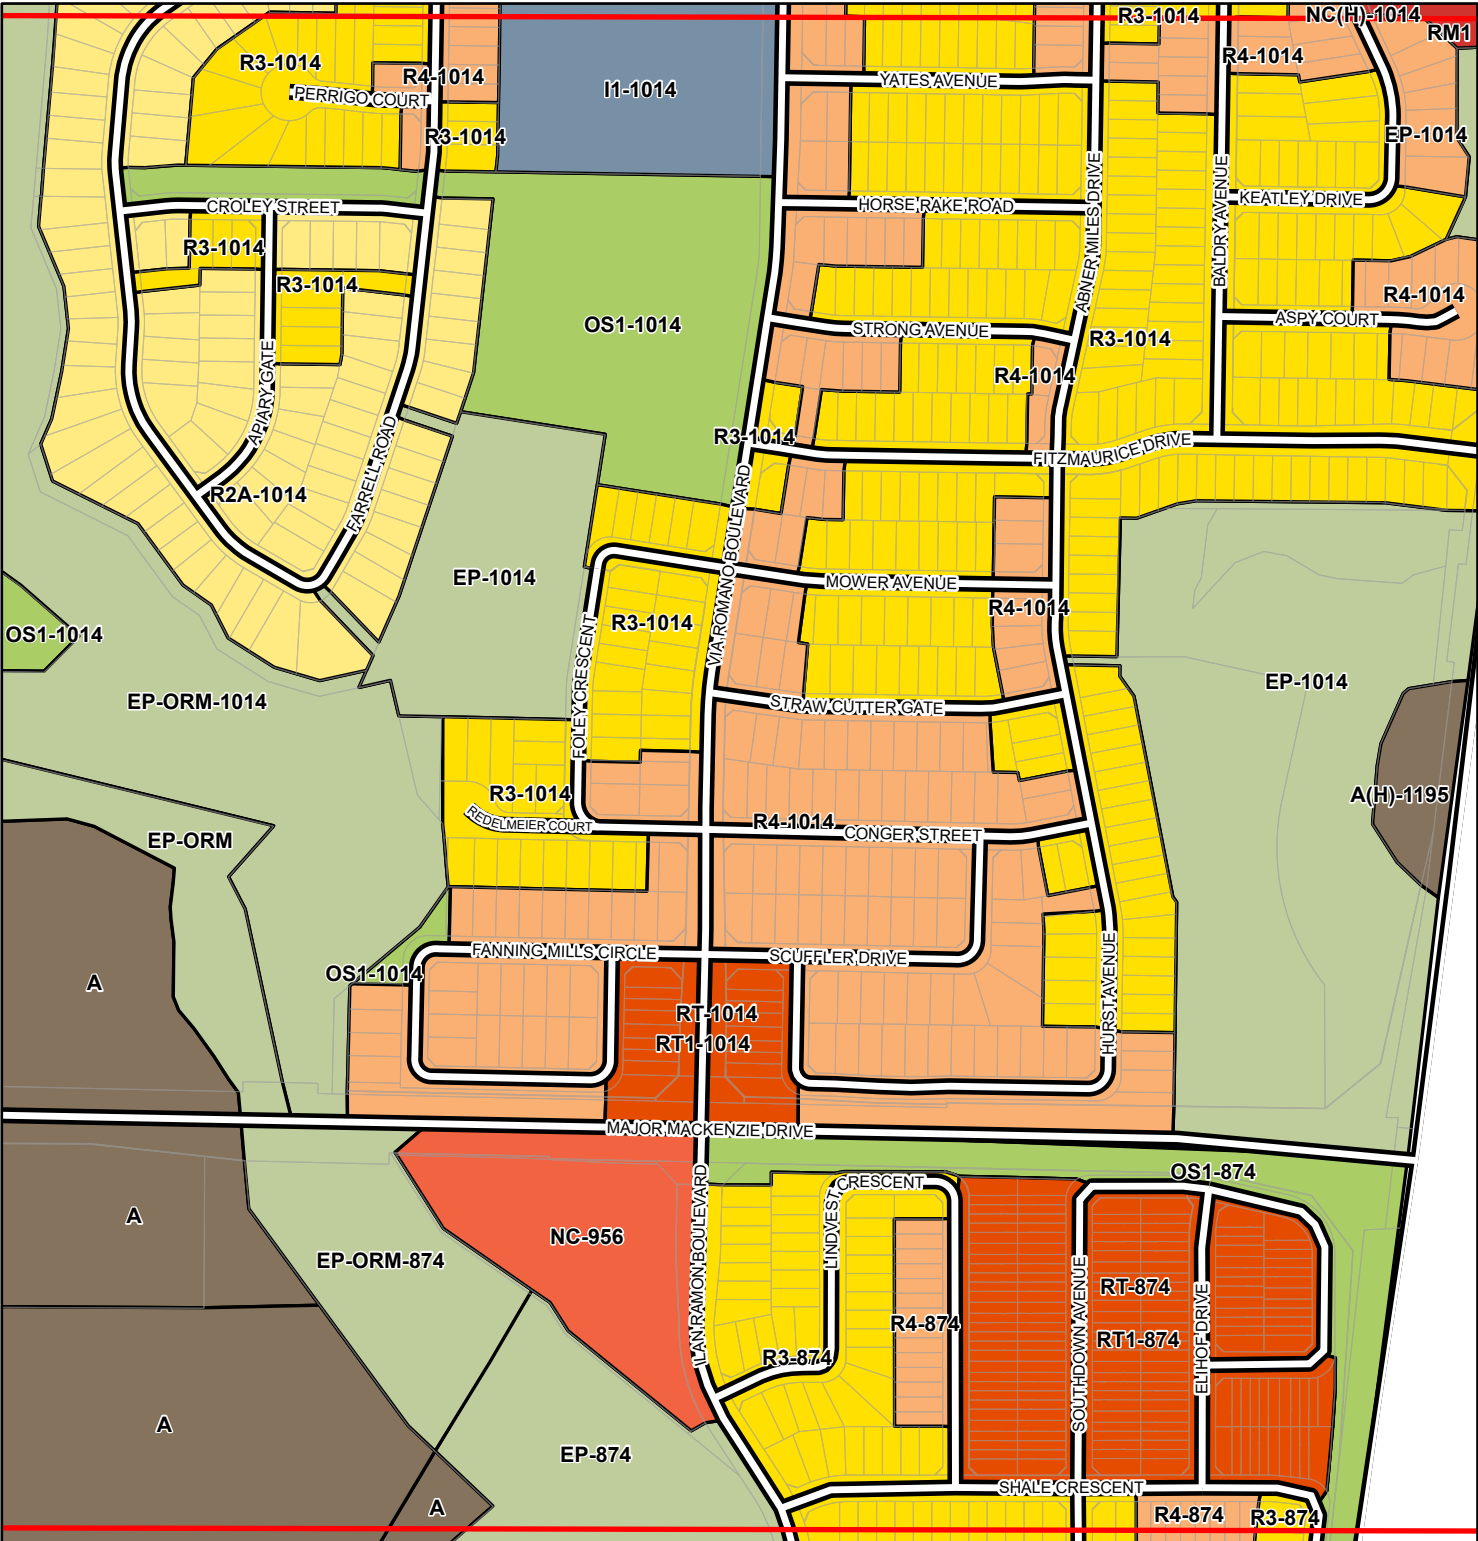 R3-1014
NC(H)-1014
RM1
R3-1014
R4-1014
R4-1014
I1-1014
YATES AVENUE
PERRIGO COURT
R3-1014
EP-1014
ABNER MILES DRIVE
BALDRY AVENUE
CROLEY STREET
HORSE RAKE ROAD
KEATLEY DRIVE
R3-1014
R3-1014
R4-1014
OS1-1014
STRONG AVENUE
ASPY COURT
R3-1014
R4-1014
APIARY GATE
FARRELL ROAD
R3-1014
FITZMAURICE DRIVE
R2A-1014
VIA ROMANO BOULEVARD
EP-1014
MOWER AVENUE
R4-1014
R3-1014
OS1-1014
FOLEY CRESCENT
EP-1014
EP-ORM-1014
STRAW CUTTER GATE
R3-1014
A(H)-1195
REDELMEIER COURT
R4-1014
CONGER STREET
EP-ORM
FANNING MILLS CIRCLE
SCUFFLER DRIVE
OS1-1014
A
HURST AVENUE
RT-1014
RT1-1014
MAJOR MACKENZIE DRIVE
OS1-874
LINDVEST CRESCENT
A
NC-956
ILAN RAMON BOULEVARD
EP-ORM-874
RT-874
SOUTHDOWN AVENUE
ELIHOF DRIVE
R4-874
RT1-874
R3-874
A
EP-874
SHALE CRESCENT
A
R4-874
R3-874